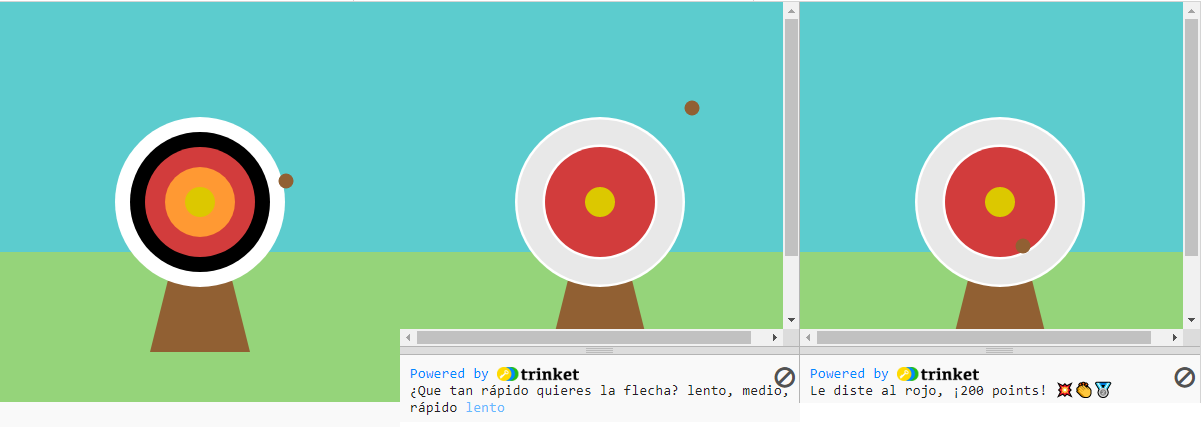 Powered by trinket
¿Que tan rápido quieres la flecha? lento, medio,
rápido lento
Powered by trinket
Le diste al rojo, ¡200 points! 💥👏🥈